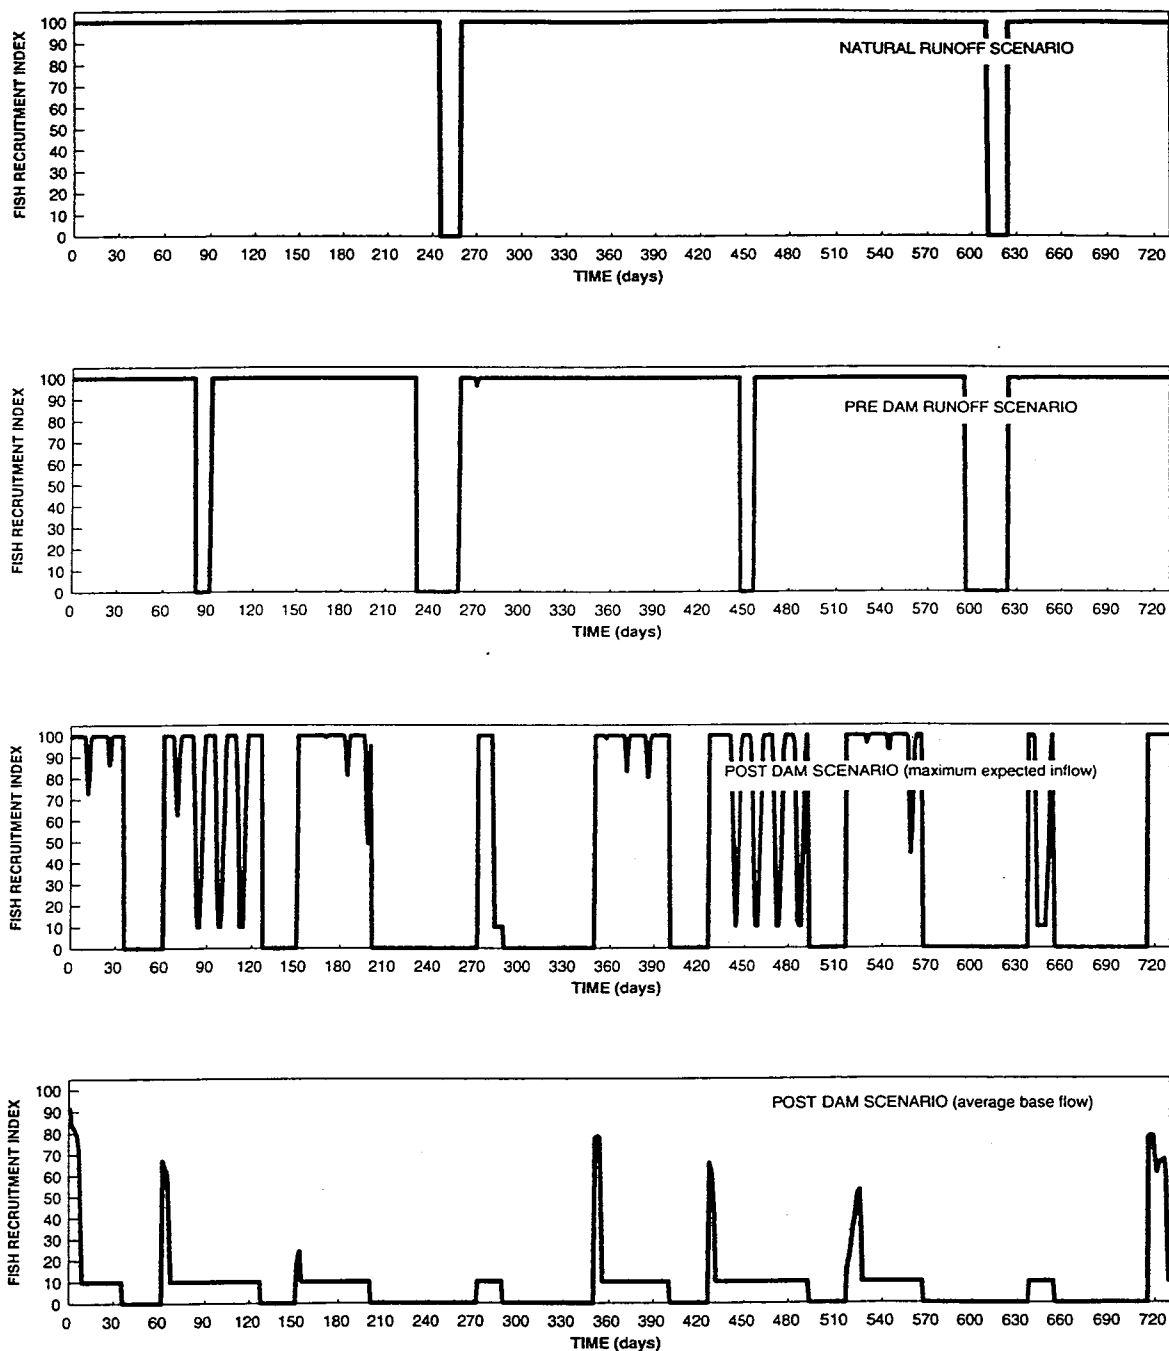 FISH RECRUITMENT INDEX
100
90
80
70
60
50
40
30
20
10
0
NATURAL RUNOFF SCENARIO
0 30 60 90 120 150 180 210 240 270 300 330 360 390 420 450 480 510 540 570 600 630 660 690 720
TIME (days)
FISH RECRUITMENT INDEX
100
90
80
70
60
50
40
30
20
10
0
PRE DAM RUNOFF SCENARIO
0 30 60 90 120 150 180 210 240 270 300 330 360 390 420 450 480 510 540 570 600 630 660 690 720
TIME (days)
FISH RECRUITMENT INDEX
100
90
80
70
60
50
40
30
20
10
0
POST DAM SCENARIO (maximum expected inflow)
0 30 60 90 120 150 180 210 240 270 300 330 360 390 420 450 480 510 540 570 600 630 660 690 720
TIME (days)
FISH RECRUITMENT INDEX
100
90
80
70
60
50
40
30
20
10
0
POST DAM SCENARIO (average base flow)
0 30 60 90 120 150 180 210 240 270 300 330 360 390 420 450 480 510 540 570 600 630 660 690 720
TIME (days)